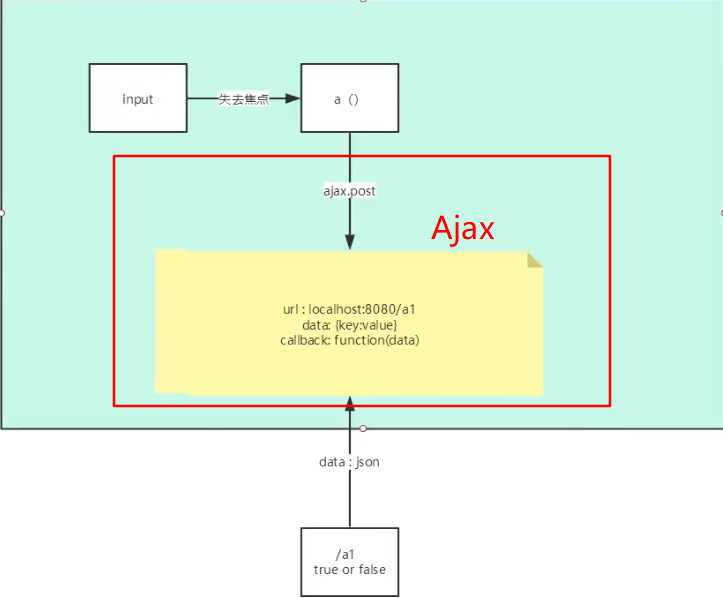 input
失去焦点
a（）
ajax.post
Ajax
url : localhost:8080/a1
data: {key:value}
callback: function(data)
data : json
/a1
true or false